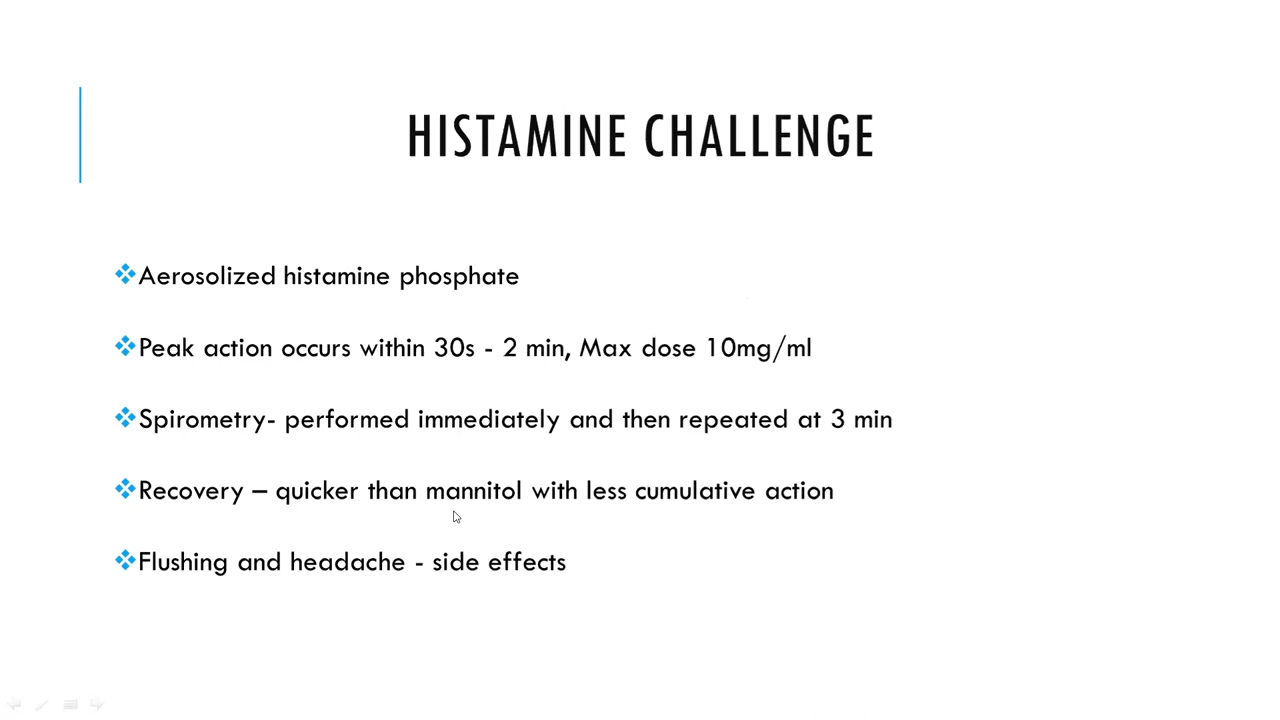 HISTAMINE CHALLENGE
Aerosolized histamine phosphate
Peak action occurs within 30s - 2 min, Max dose 10mg/ml
Spirometry- performed immediately and then repeated at 3 min
Recovery – quicker than mannitol with less cumulative action
Flushing and headache - side effects